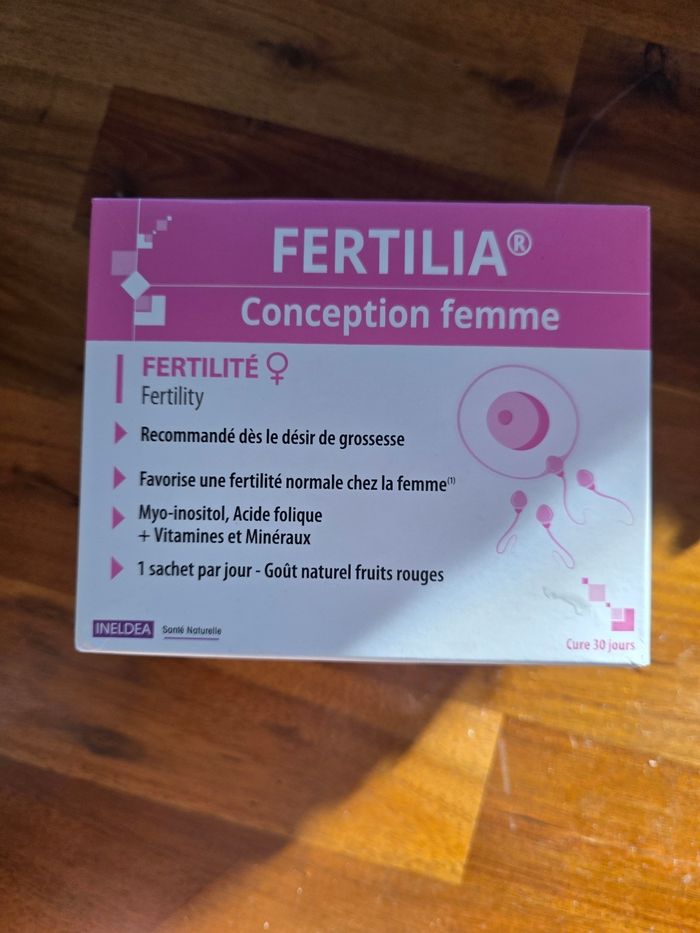 FERTILIA®
Conception femme
FERTILITÉ ♀
Fertility
Recommandé dès le désir de grossesse
Favorise une fertilité normale chez la femme⁽¹⁾
Myo-inositol, Acide folique
+ Vitamines et Minéraux
1 sachet par jour - Goût naturel fruits rouges
INELDEA Santé Naturelle
Cure 30 jours